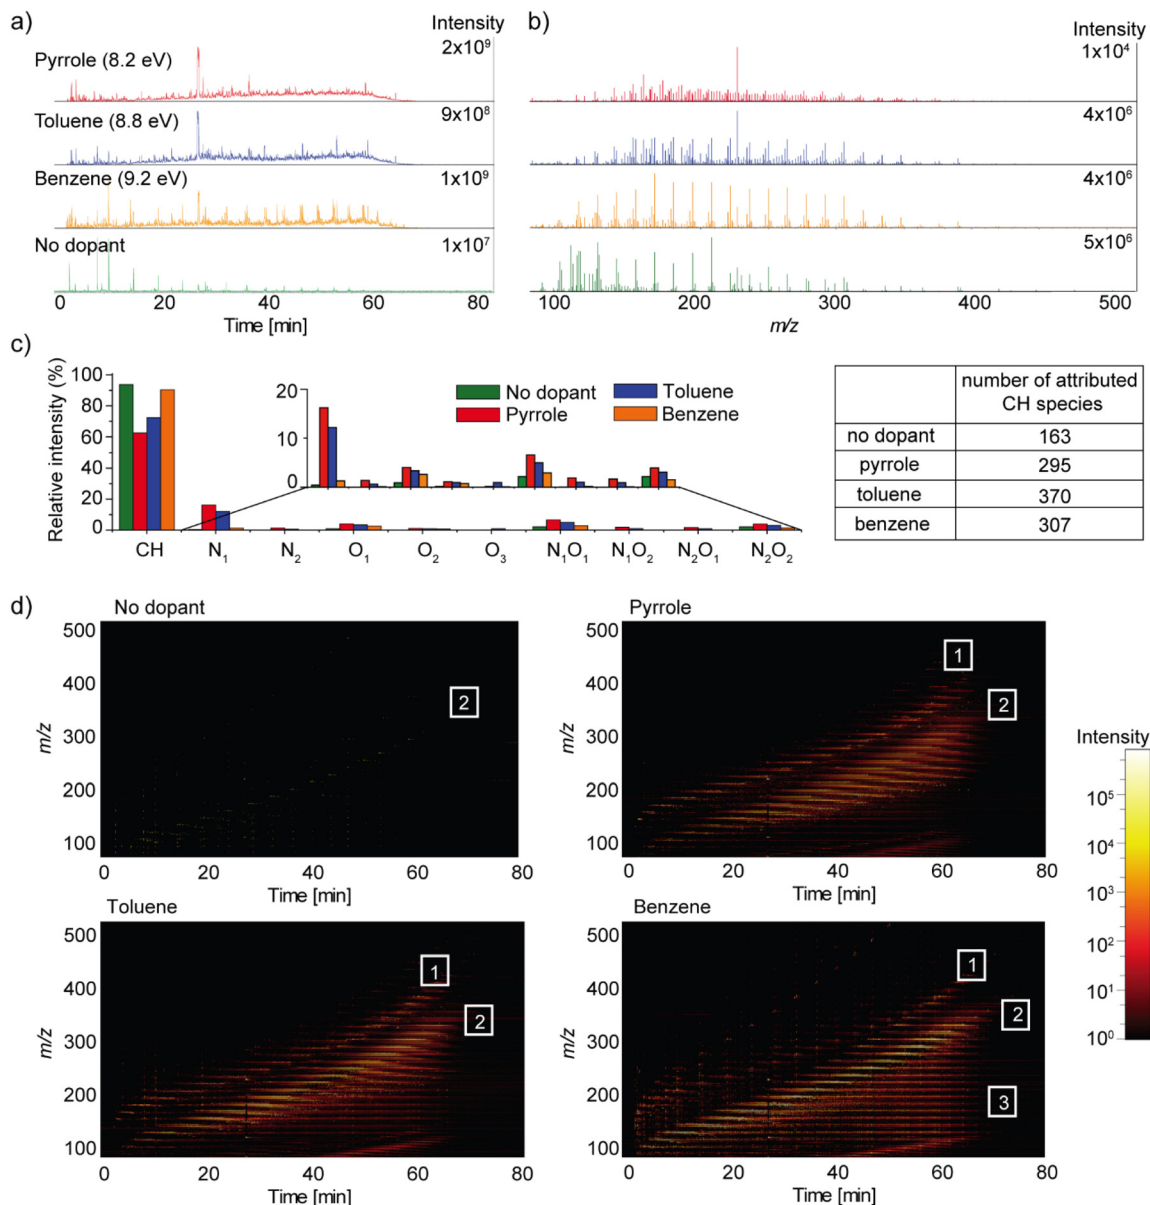 a)
Intensity
Pyrrole (8.2 eV)
2x10⁹
Toluene (8.8 eV)
9x10⁸
Benzene (9.2 eV)
1x10⁹
No dopant
1x10⁷
0 20 40 60 80
Time [min]
b)
Intensity
1x10⁴
4x10⁶
4x10⁶
5x10⁶
100 200 300 400 500
m/z
c)
Relative intensity (%)
100
80
60
40
20
0
20
10
0
No dopant
Toluene
Pyrrole
Benzene
CH N₁ N₂ O₁ O₂ O₃ N₁O₁ N₁O₂ N₂O₁ N₂O₂
number of attributed
CH species
no dopant 163
pyrrole 295
toluene 370
benzene 307
d)
No dopant
500
400
300
200
100
m/z
2
20 40 60 80
Time [min]
Pyrrole
500
400
300
200
100
m/z
1
2
0 20 40 60 80
Time [min]
Intensity
10⁵
10⁴
10³
10²
10¹
10⁰
Toluene
500
400
300
200
100
m/z
1
2
0 20 40 60 80
Time [min]
Benzene
500
400
300
200
100
m/z
1
2
3
0 20 40 60 80
Time [min]